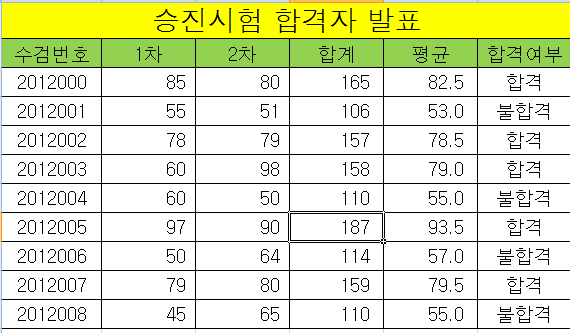 승진시험 합격자 발표
수검번호 1차 2차 합계 평균 합격여부
2012000 85 80 165 82.5 합격
2012001 55 51 106 53.0 불합격
2012002 78 79 157 78.5 합격
2012003 60 98 158 79.0 합격
2012004 60 50 110 55.0 불합격
2012005 97 90 187 93.5 합격
2012006 50 64 114 57.0 불합격
2012007 79 80 159 79.5 합격
2012008 45 65 110 55.0 불합격